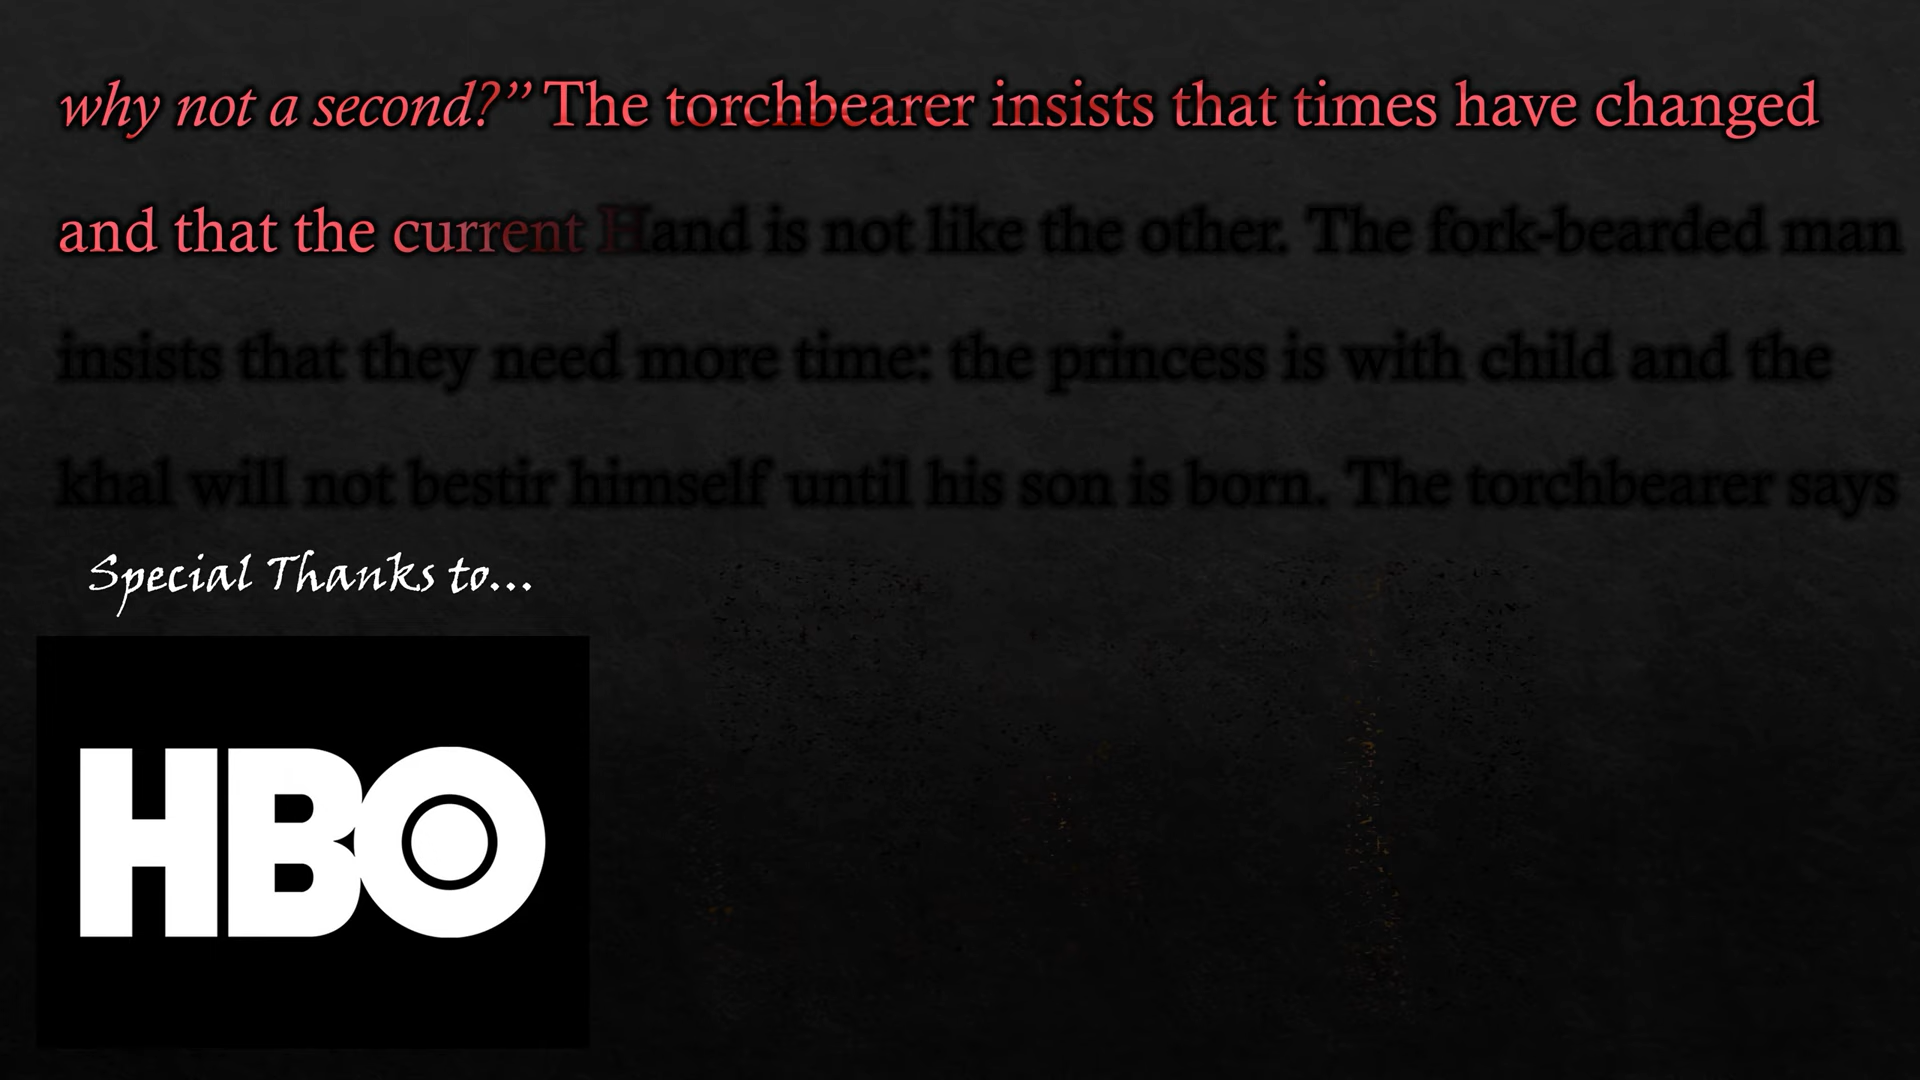 why not a second?” The torchbearer insists that times have changed
and that the current Hand is not like the other. The fork-bearded man
insists that they need more time: the princess is with child and the
khal will not bestir himself until his son is born. The torchbearer says
Special Thanks to...
HBO